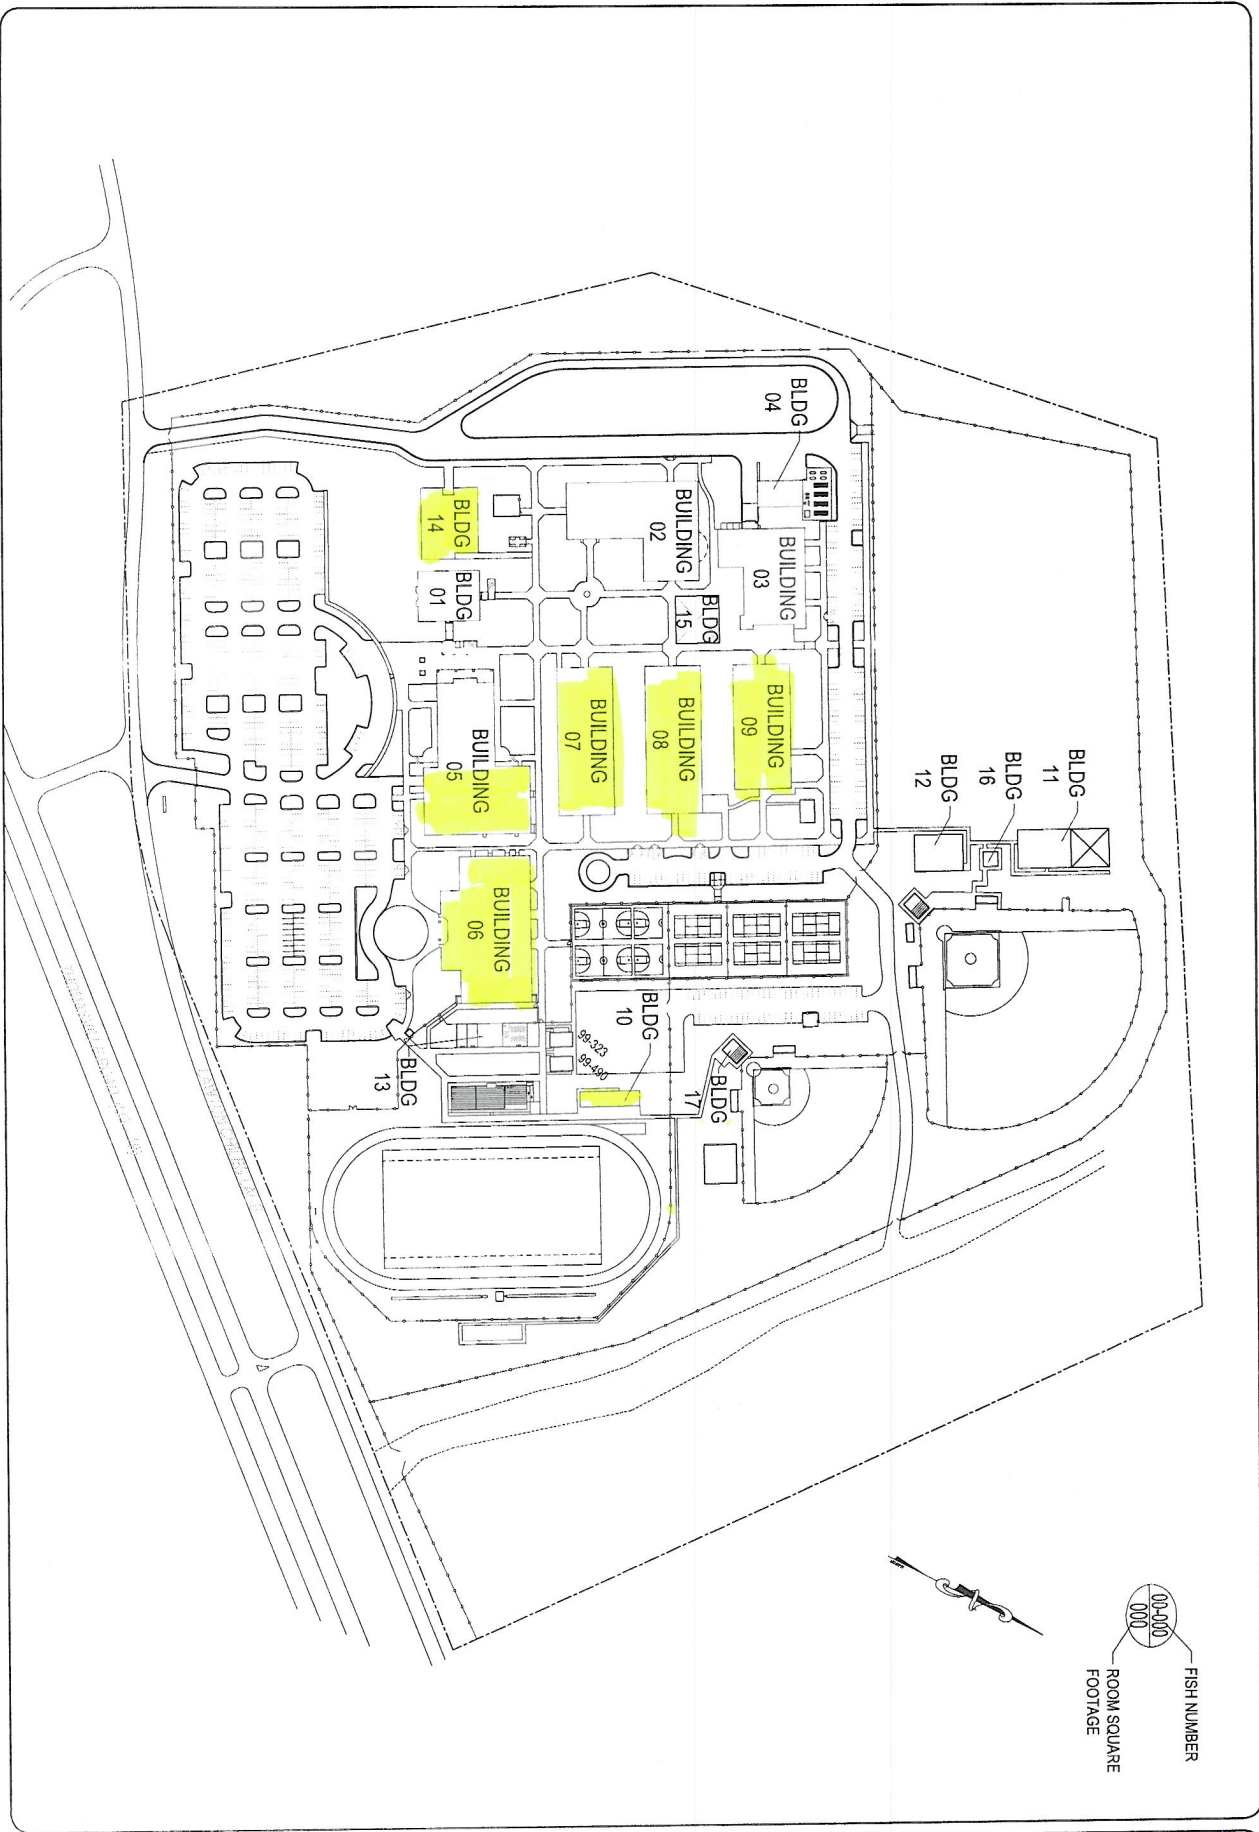 FISH NUMBER
00-000
000
ROOM SQUARE
FOOTAGE
BLDG
11
BLDG
16
BLDG
12
BLDG
04
BUILDING
03
BUILDING
02
BLDG
15
BLDG
14
BLDG
01
BUILDING
09
BUILDING
08
BUILDING
07
BUILDING
05
BUILDING
06
BLDG
10
99-323
99-490
BLDG
17
BLDG
13